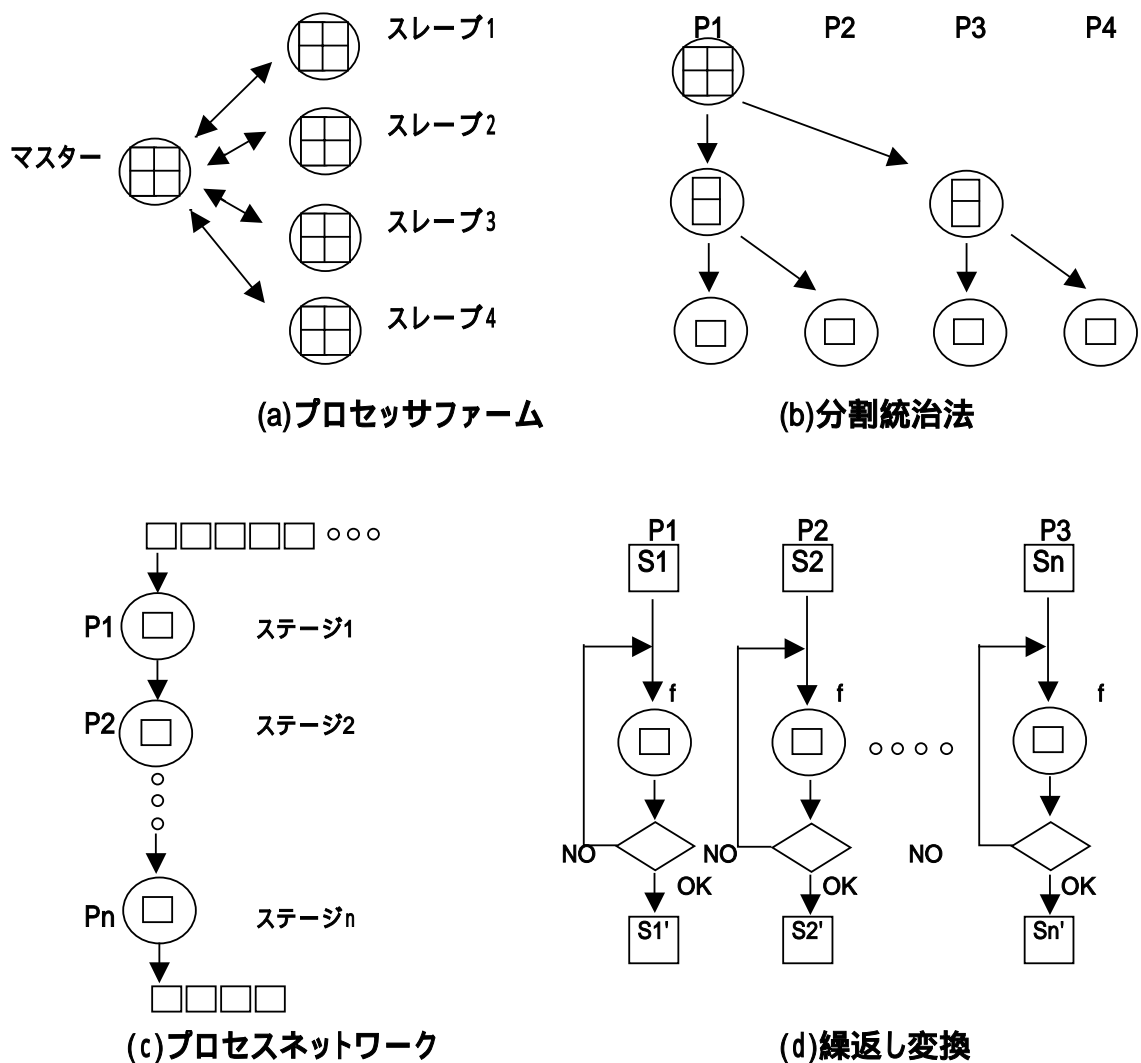 スレーブ1
スレーブ2
マスター
スレーブ3
スレーブ4
(a)プロセッサファーム
P1 P2 P3 P4
(b)分割統治法
P1 ステージ1
P2 ステージ2
Pn ステージn
(c)プロセスネットワーク
P1 P2 P3
S1 S2 Sn
f f f
NO NO NO
OK OK OK
S1' S2' Sn'
(d)繰返し変換